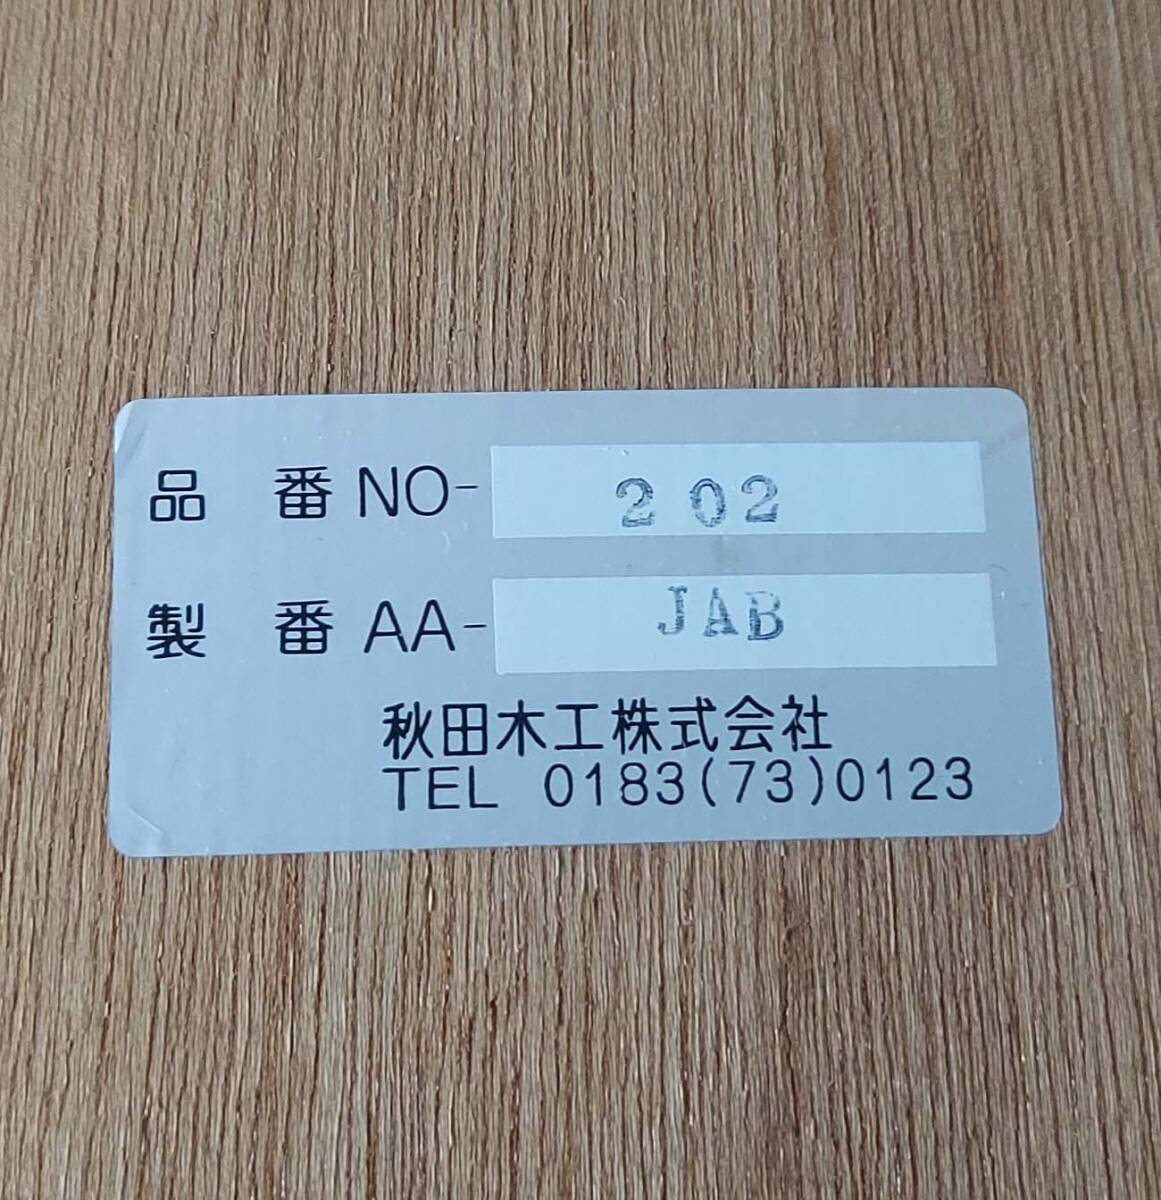 品 番 NO- 202
製 番 AA- JAB
秋田木工株式会社
TEL 0183(73)0123